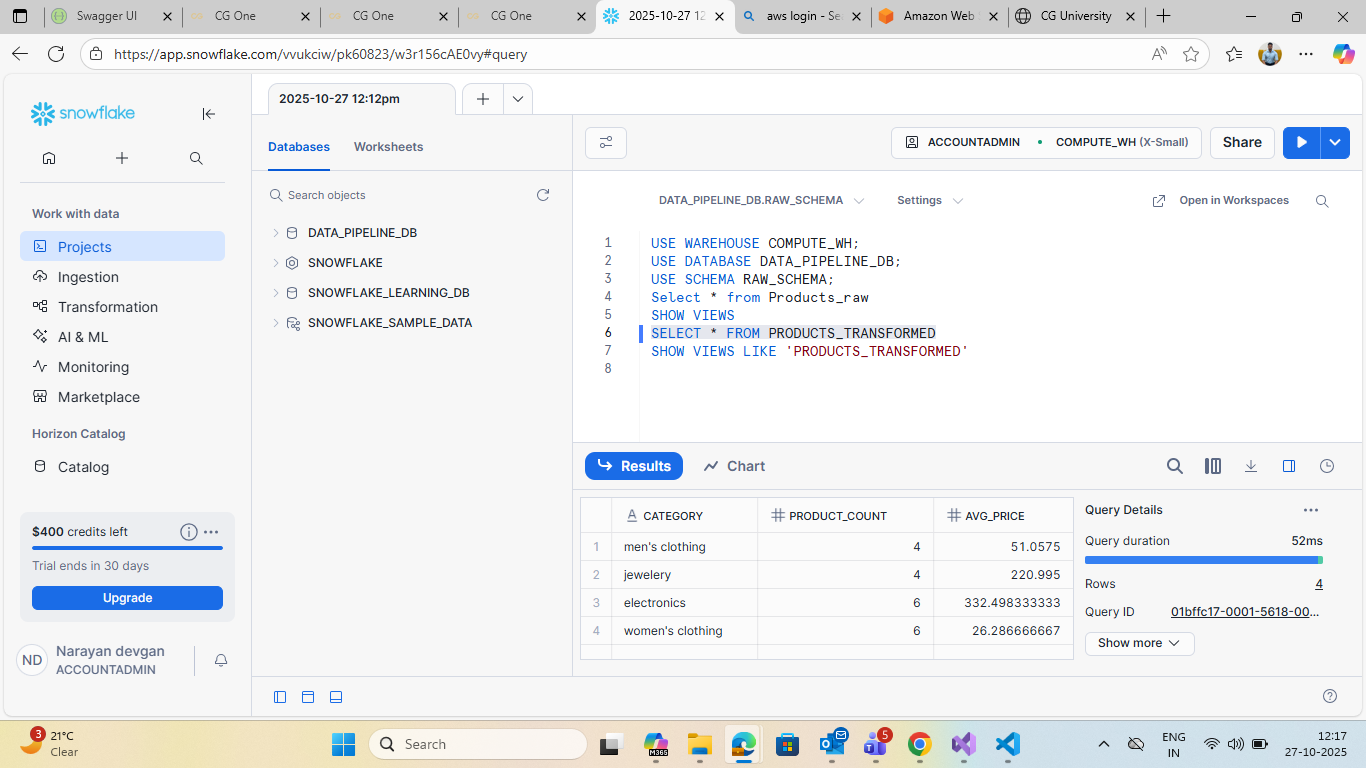 Swagger UI
CG One
CG One
CG One
2025-10-27 12
aws login - Se
Amazon Web
CG University
https://app.snowflake.com/vvukciw/pk60823/w3r156cAE0vy#query
snowflake
Work with data
Projects
Ingestion
Transformation
AI & ML
Monitoring
Marketplace
Horizon Catalog
Catalog
$400 credits left
Trial ends in 30 days
Upgrade
ND
Narayan devgan
ACCOUNTADMIN
2025-10-27 12:12pm
Databases Worksheets
Search objects
DATA_PIPELINE_DB
SNOWFLAKE
SNOWFLAKE_LEARNING_DB
SNOWFLAKE_SAMPLE_DATA
ACCOUNTADMIN COMPUTE_WH (X-Small)
Share
DATA_PIPELINE_DB.RAW_SCHEMA Settings Open in Workspaces
1 USE WAREHOUSE COMPUTE_WH;
2 USE DATABASE DATA_PIPELINE_DB;
3 USE SCHEMA RAW_SCHEMA;
4 Select * from Products_raw
5 SHOW VIEWS
6 SELECT * FROM PRODUCTS_TRANSFORMED
7 SHOW VIEWS LIKE 'PRODUCTS_TRANSFORMED'
8
Results Chart
A CATEGORY # PRODUCT_COUNT # AVG_PRICE
1 men's clothing 4 51.0575
2 jewelery 4 220.995
3 electronics 6 332.498333333
4 women's clothing 6 26.286666667
Query Details
Query duration 52ms
Rows 4
Query ID 01bffc17-0001-5618-00...
Show more
3
21°C
Clear
Search
M365
5
ENG
IN
12:17
27-10-2025